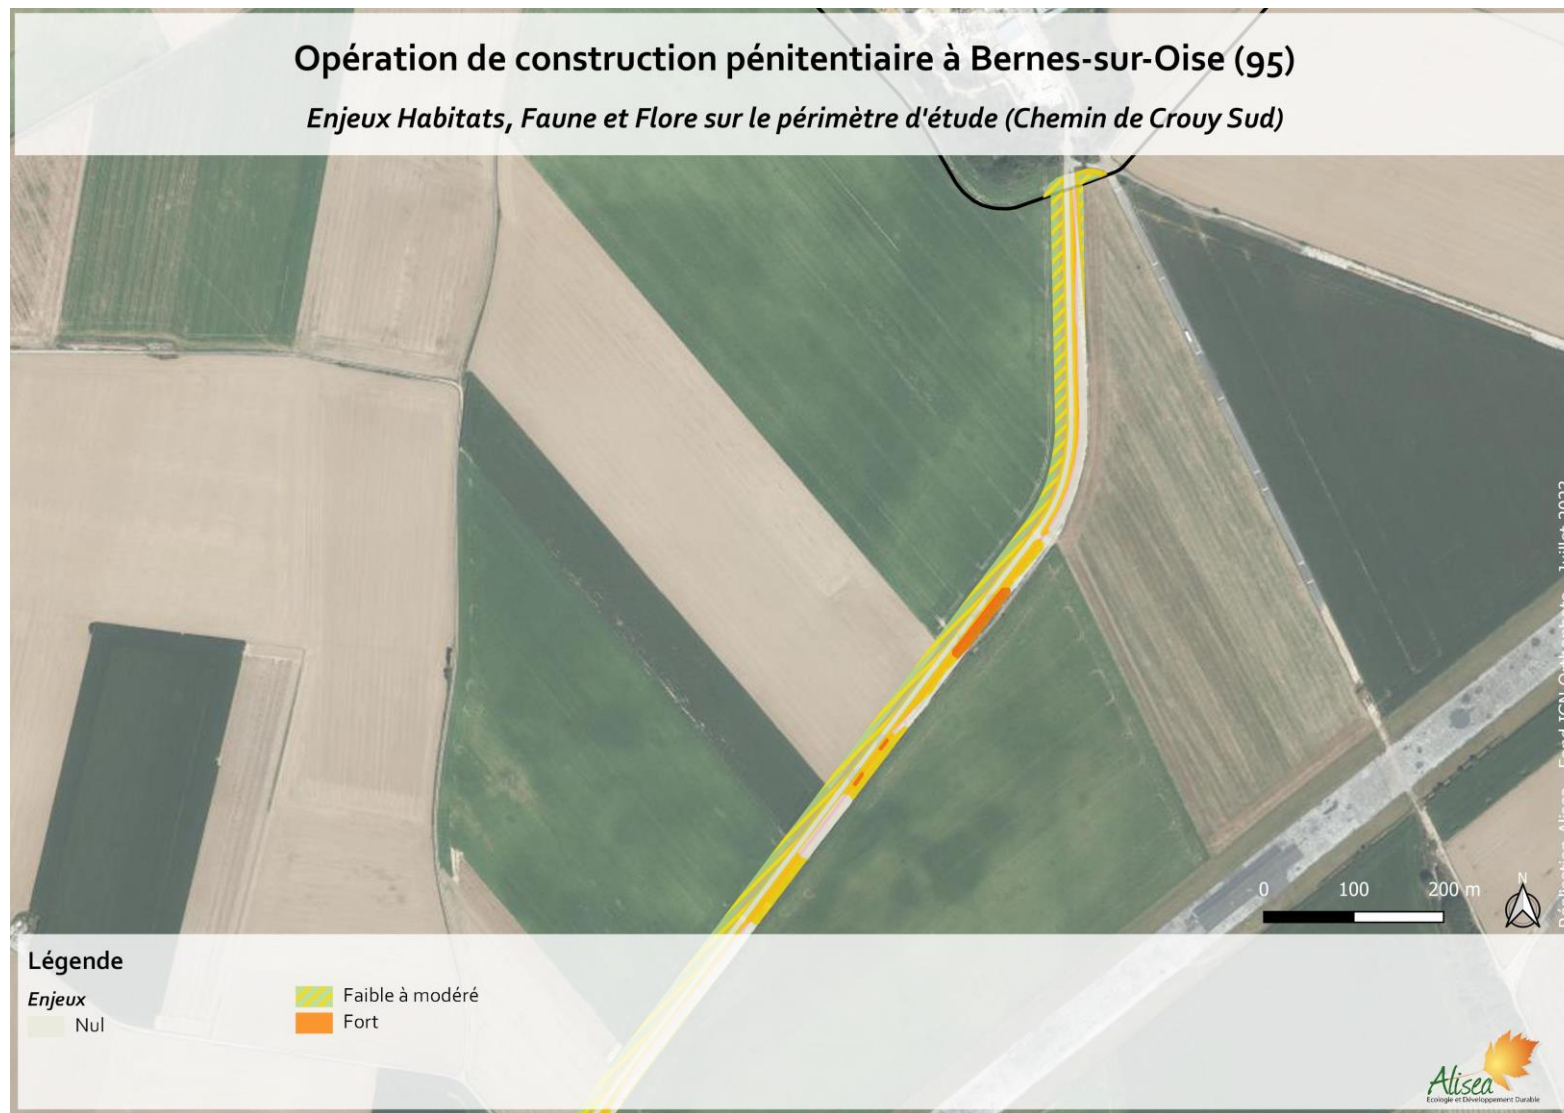 Opération de construction pénitentiaire à Bernes-sur-Oise (95)
Enjeux Habitats, Faune et Flore sur le périmètre d'étude (Chemin de Crouy Sud)
0 100 200 m
N
Légende
Enjeux
Nul
Faible à modéré
Fort
Alisea
Ecologie et Développement Durable